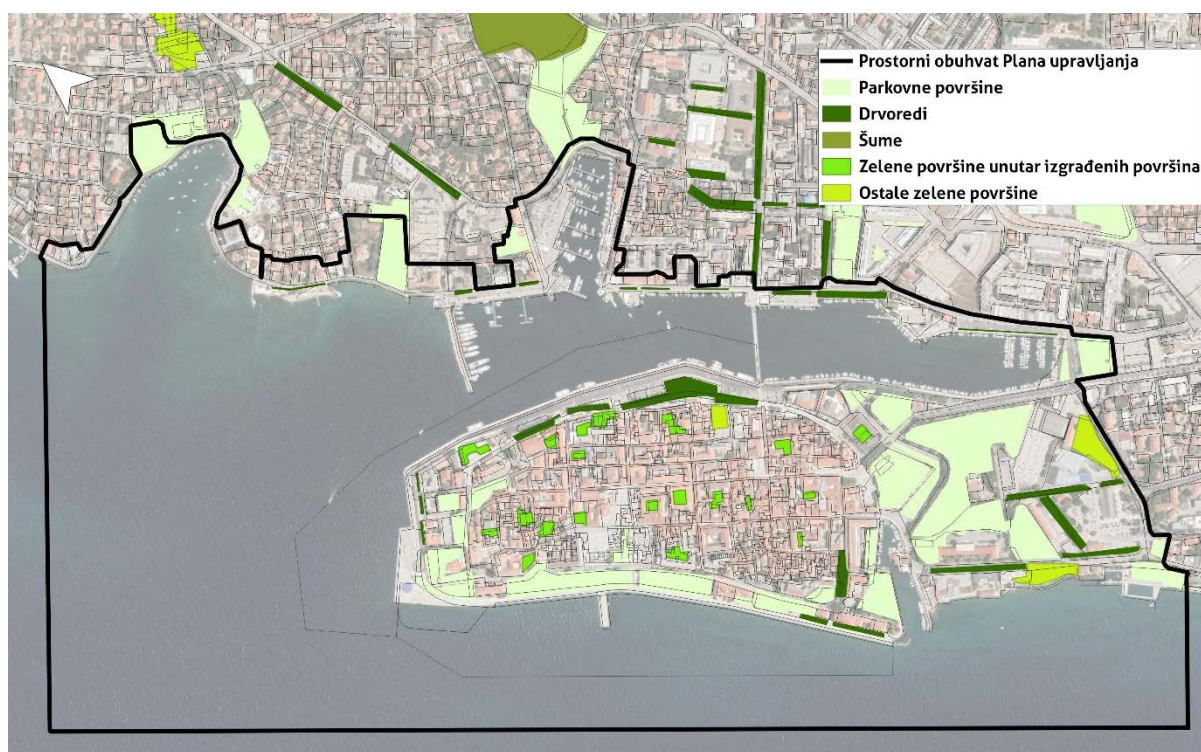 Prostorni obuhvat Plana upravljanja
Parkovne površine
Drvoredi
Šume
Zelene površine unutar izgrađenih površina
Ostale zelene površine